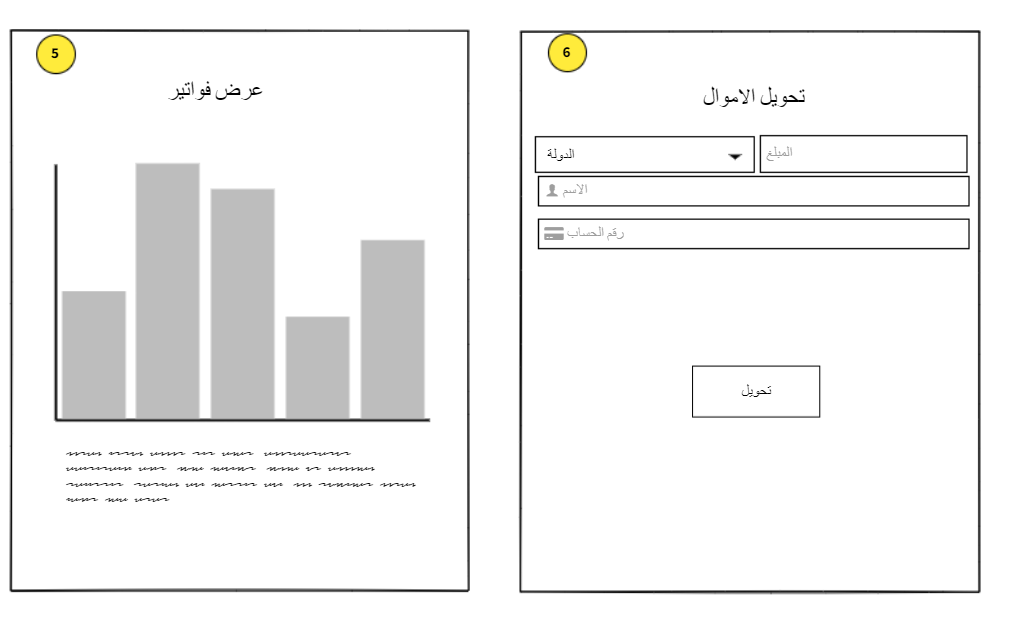 5
عرض فواتير
6
تحويل الاموال
الدولة
المبلغ
الاسم
رقم الحساب
تحويل